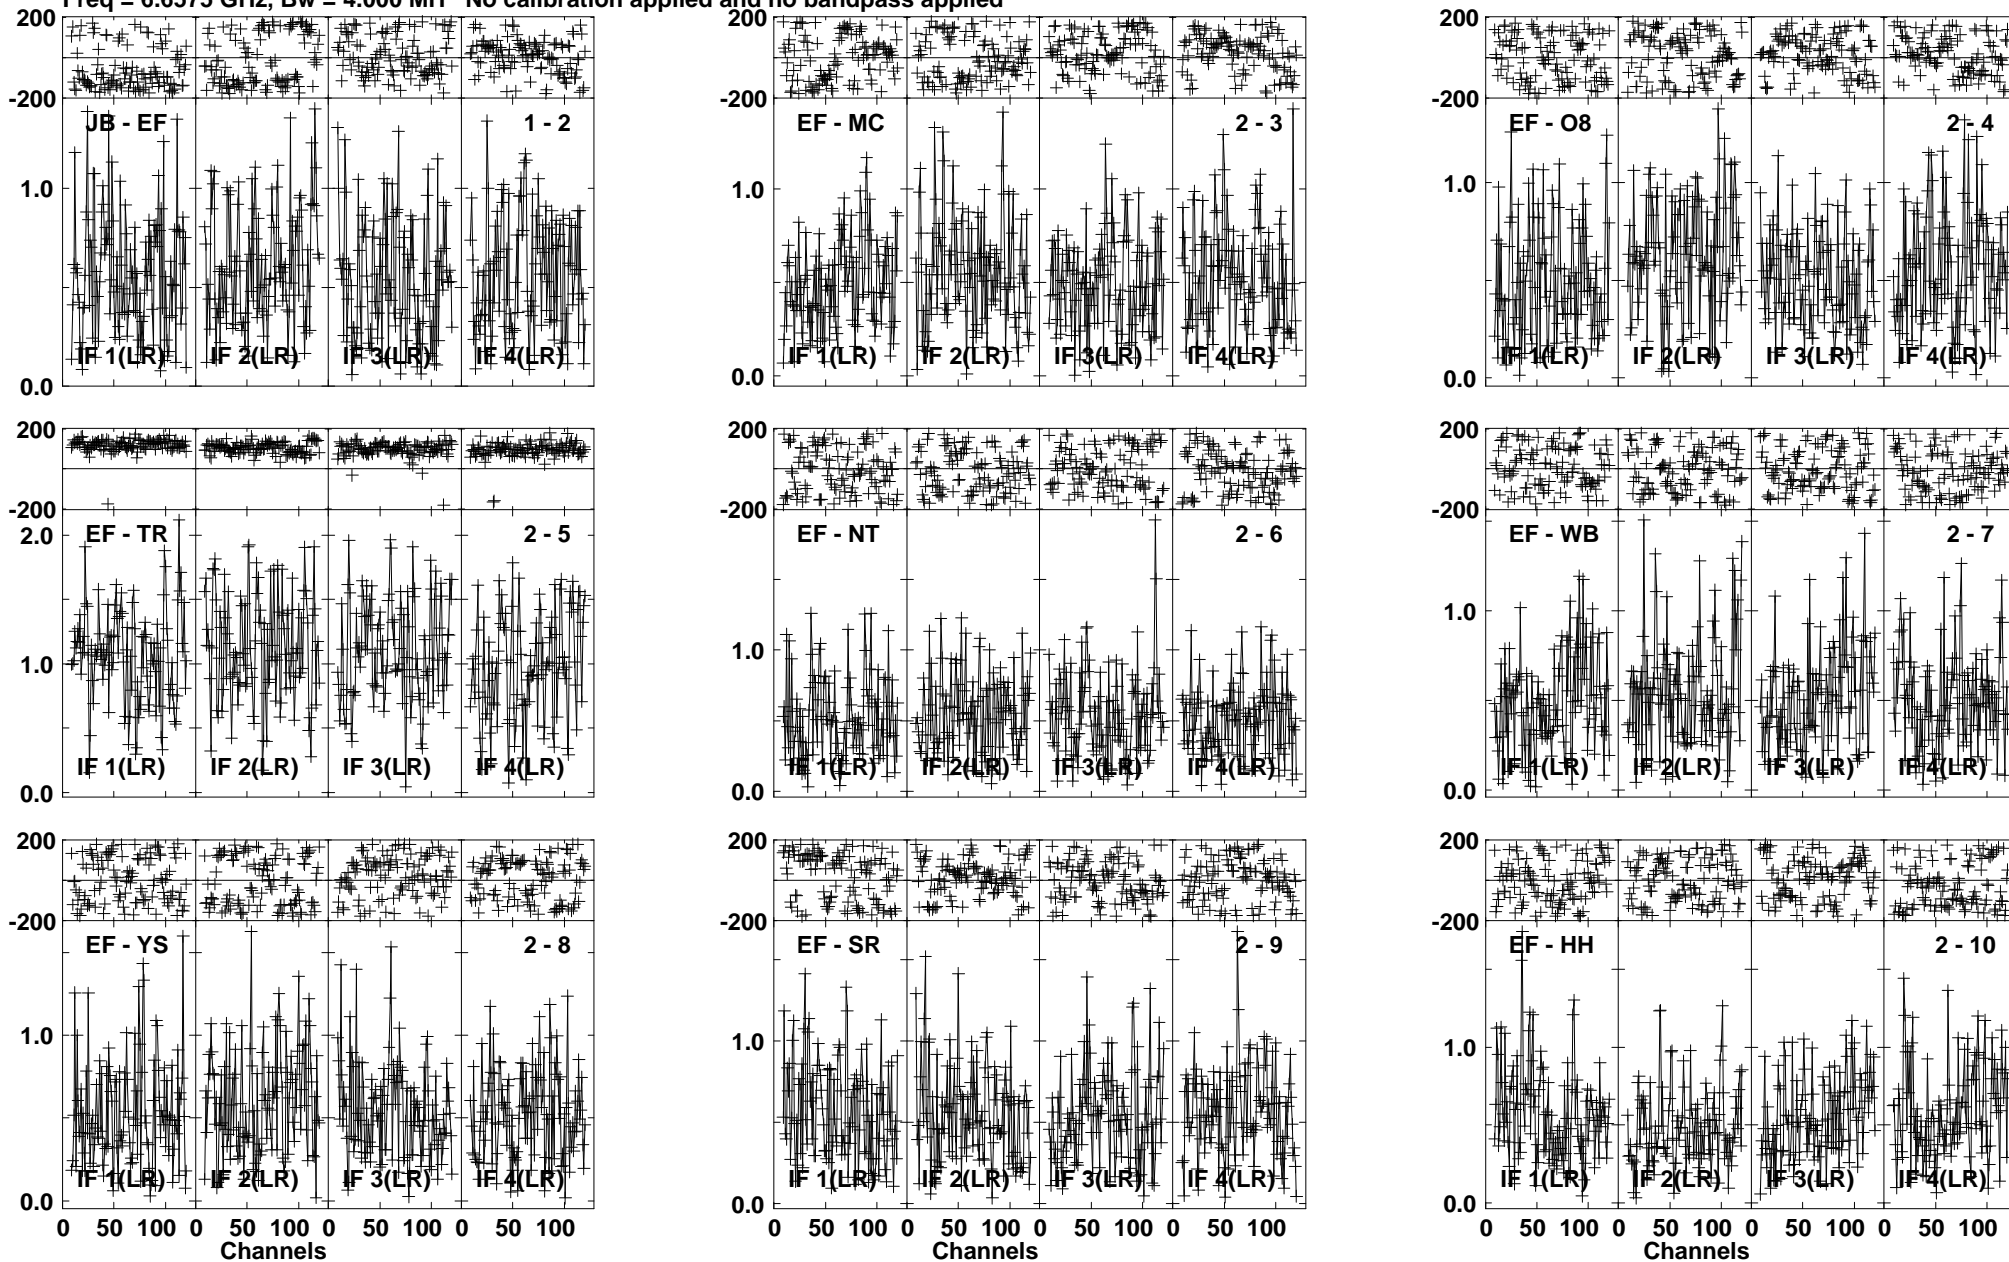 Freq = 6.6575 GHz, Bw = 4.000 MH No calibration applied and no bandpass applied
200
-200
JB - EF 1 - 2
1.0
0.0
IF 1(LR) IF 2(LR) IF 3(LR) IF 4(LR)
200
-200
EF - MC 2 - 3
1.0
0.0
IF 1(LR) IF 2(LR) IF 3(LR) IF 4(LR)
200
-200
EF - O8 2 - 4
1.0
0.0
IF 1(LR) IF 2(LR) IF 3(LR) IF 4(LR)
200
-200
2.0
EF - TR 2 - 5
1.0
0.0
IF 1(LR) IF 2(LR) IF 3(LR) IF 4(LR)
200
-200
EF - NT 2 - 6
1.0
0.0
IF 1(LR) IF 2(LR) IF 3(LR) IF 4(LR)
200
-200
EF - WB 2 - 7
1.0
0.0
IF 1(LR) IF 2(LR) IF 3(LR) IF 4(LR)
200
-200
EF - YS 2 - 8
1.0
0.0
IF 1(LR) IF 2(LR) IF 3(LR) IF 4(LR)
0 50 100 0 50 100 0 50 100 0 50 100
Channels
200
-200
EF - SR 2 - 9
1.0
0.0
IF 1(LR) IF 2(LR) IF 3(LR) IF 4(LR)
0 50 100 0 50 100 0 50 100 0 50 100
Channels
200
-200
EF - HH 2 - 10
1.0
0.0
IF 1(LR) IF 2(LR) IF 3(LR) IF 4(LR)
0 50 100 0 50 100 0 50 100 0 50 100
Channels